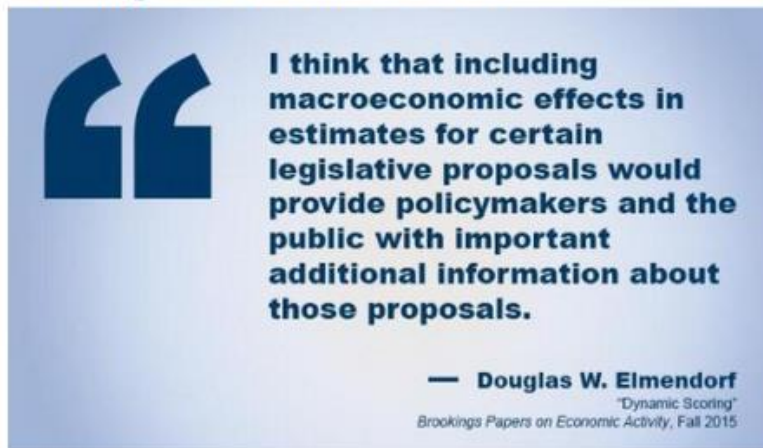 I think that including
macroeconomic effects in
estimates for certain
legislative proposals would
provide policymakers and the
public with important
additional information about
those proposals.
— Douglas W. Elmendorf
"Dynamic Scoring"
Brookings Papers on Economic Activity, Fall 2015